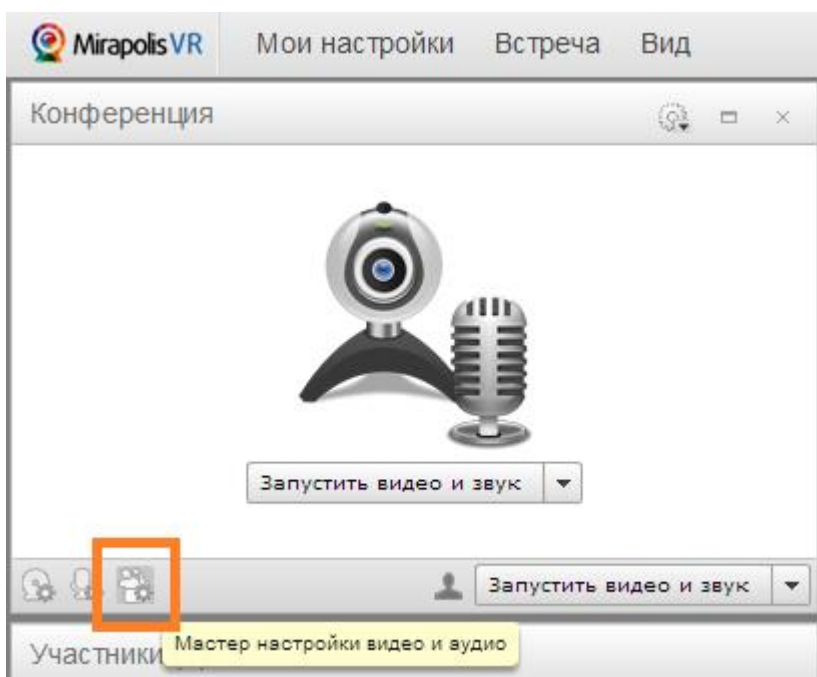 Mirapolis VR Мои настройки Встреча Вид
Конференция
Запустить видео и звук
Запустить видео и звук
Мастер настройки видео и аудио
Участники